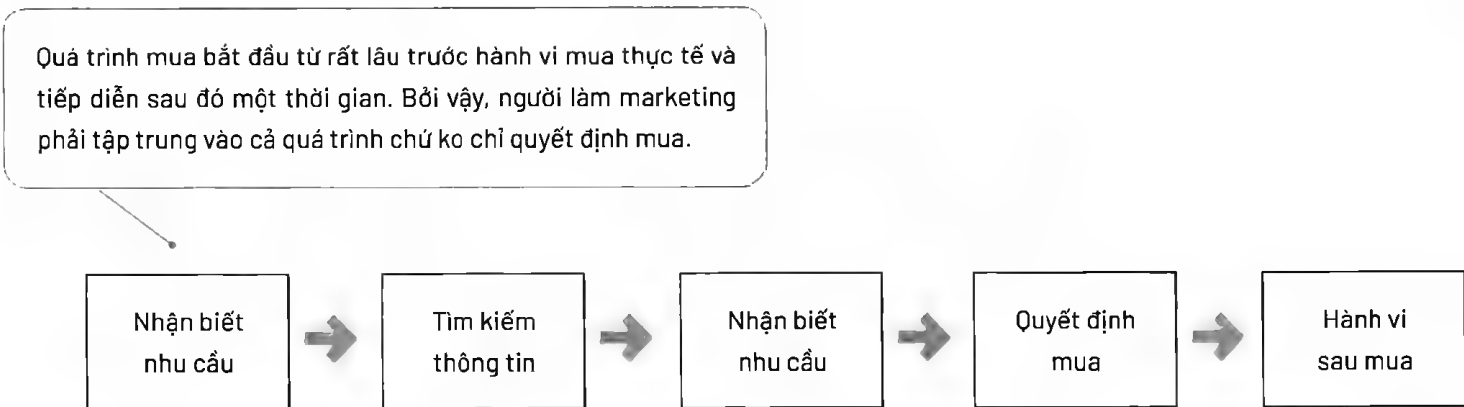 Quá trình mua bắt đầu từ rất lâu trước hành vi mua thực tế và
tiếp diễn sau đó một thời gian. Bởi vậy, người làm marketing
phải tập trung vào cả quá trình chứ ko chỉ quyết định mua.
Nhận biết
nhu cầu
Tìm kiếm
thông tin
Nhận biết
nhu cầu
Quyết định
mua
Hành vi
sau mua